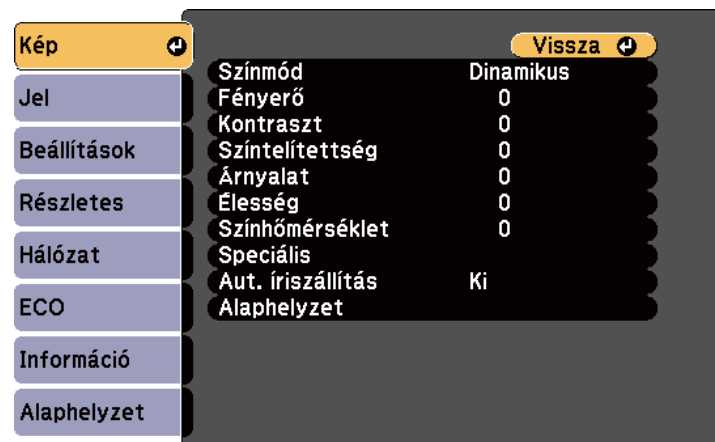 Kép
Jel
Beállítások
Részletes
Hálózat
ECO
Információ
Alaphelyzet
Vissza
Színmód Dinamikus
Fényerő 0
Kontraszt 0
Színtelítettség 0
Árnyalat 0
Élesség 0
Színhőmérséklet 0
Speciális
Aut. íriszállítás Ki
Alaphelyzet